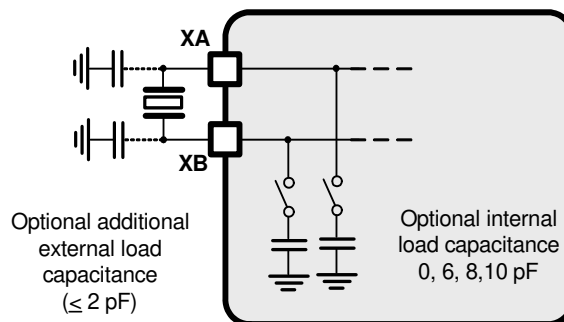 XA
XB
Optional additional
external load
capacitance
(≤ 2 pF)
Optional internal
load capacitance
0, 6, 8,10 pF